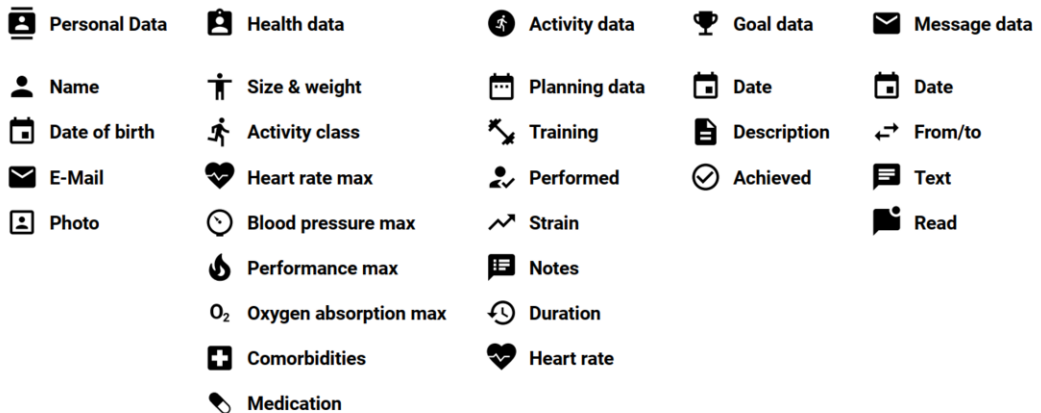 Personal Data
Name
Date of birth
E-Mail
Photo
Health data
Size & weight
Activity class
Heart rate max
Blood pressure max
Performance max
O₂ Oxygen absorption max
Comorbidities
Medication
Activity data
Planning data
Training
Performed
Strain
Notes
Duration
Heart rate
Goal data
Date
Description
Achieved
Message data
Date
From/to
Text
Read